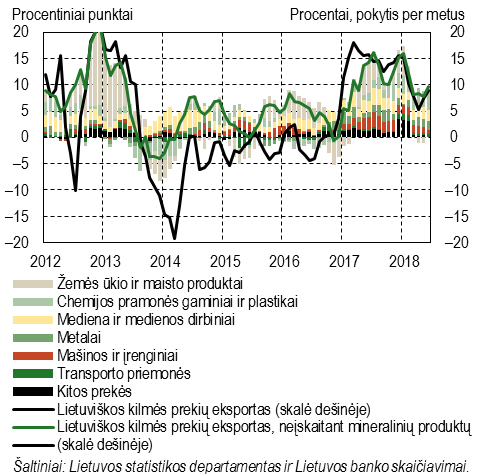 Procentiniai punktai
Procentai, pokytis per metus
20 20
15 15
10 10
5 5
0 0
–5 –5
–10 –10
–15 –15
–20 –20
2012 2013 2014 2015 2016 2017 2018
Žemės ūkio ir maisto produktai
Chemijos pramonės gaminiai ir plastikai
Mediena ir medienos dirbiniai
Metalai
Mašinos ir įrenginiai
Transporto priemonės
Kitos prekės
Lietuviškos kilmės prekių eksportas (skalė dešinėje)
Lietuviškos kilmės prekių eksportas, neįskaitant mineralinių produktų
(skalė dešinėje)
Šaltiniai: Lietuvos statistikos departamentas ir Lietuvos banko skaičiavimai.